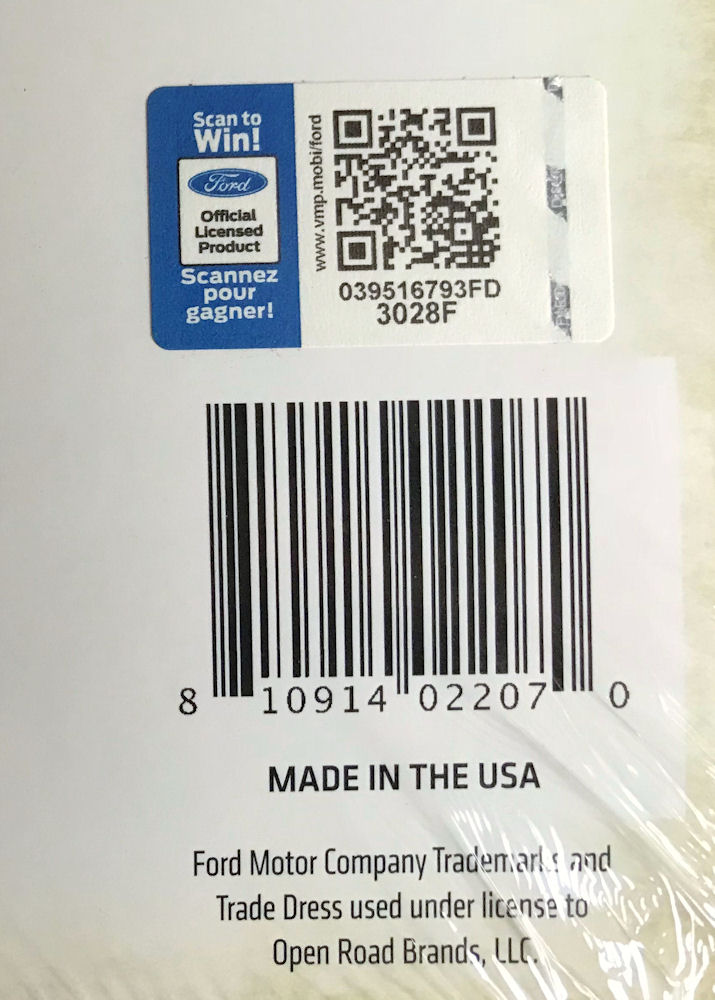 Scan to
Win!
Ford
Official
Licensed
Product
Scannez
pour
gagner!
www.vmp.mobi/ford
039516793FD
3028F
8 10914 02207 0
MADE IN THE USA
Ford Motor Company Trademarks and
Trade Dress used under license to
Open Road Brands, LLC.